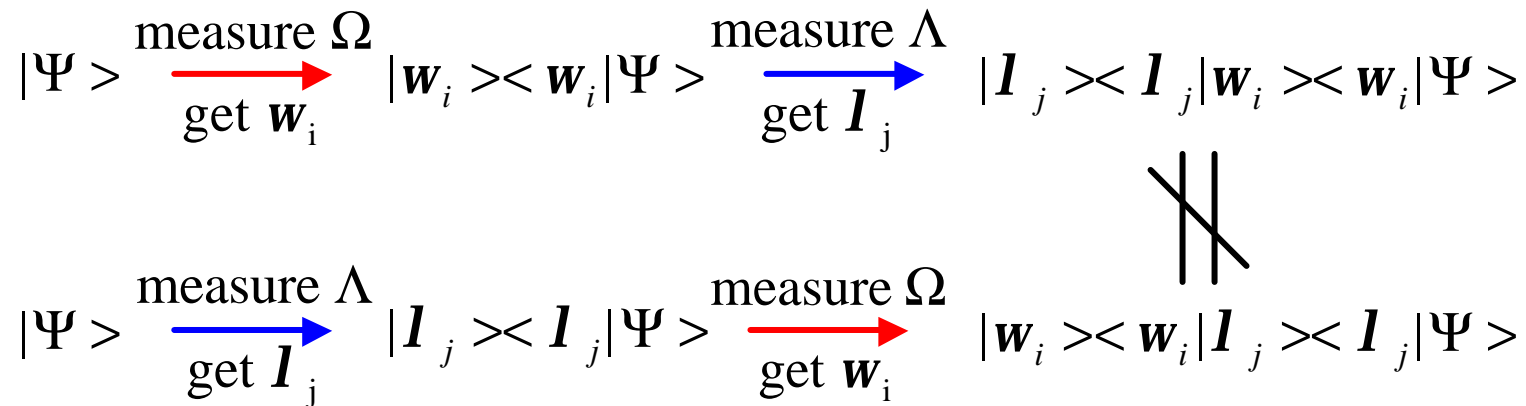 measure Ω measure Λ
|Ψ > |w_i >< w_i|Ψ > |l_j >< l_j|w_i >< w_i|Ψ >
get w_i get l_j
measure Λ measure Ω
|Ψ > |l_j >< l_j|Ψ > |w_i >< w_i|l_j >< l_j|Ψ >
get l_j get w_i